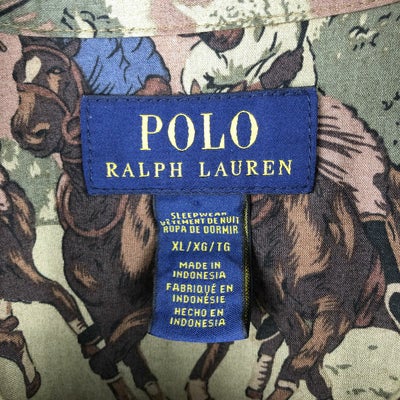 POLO
RALPH LAUREN
SLEEPWEAR
VÊTEMENT DE NUIT
ROPA DE DORMIR
XL/XG/TG
MADE IN
INDONESIA
FABRIQUÉ EN
INDONÉSIE
HECHO EN
INDONESIA